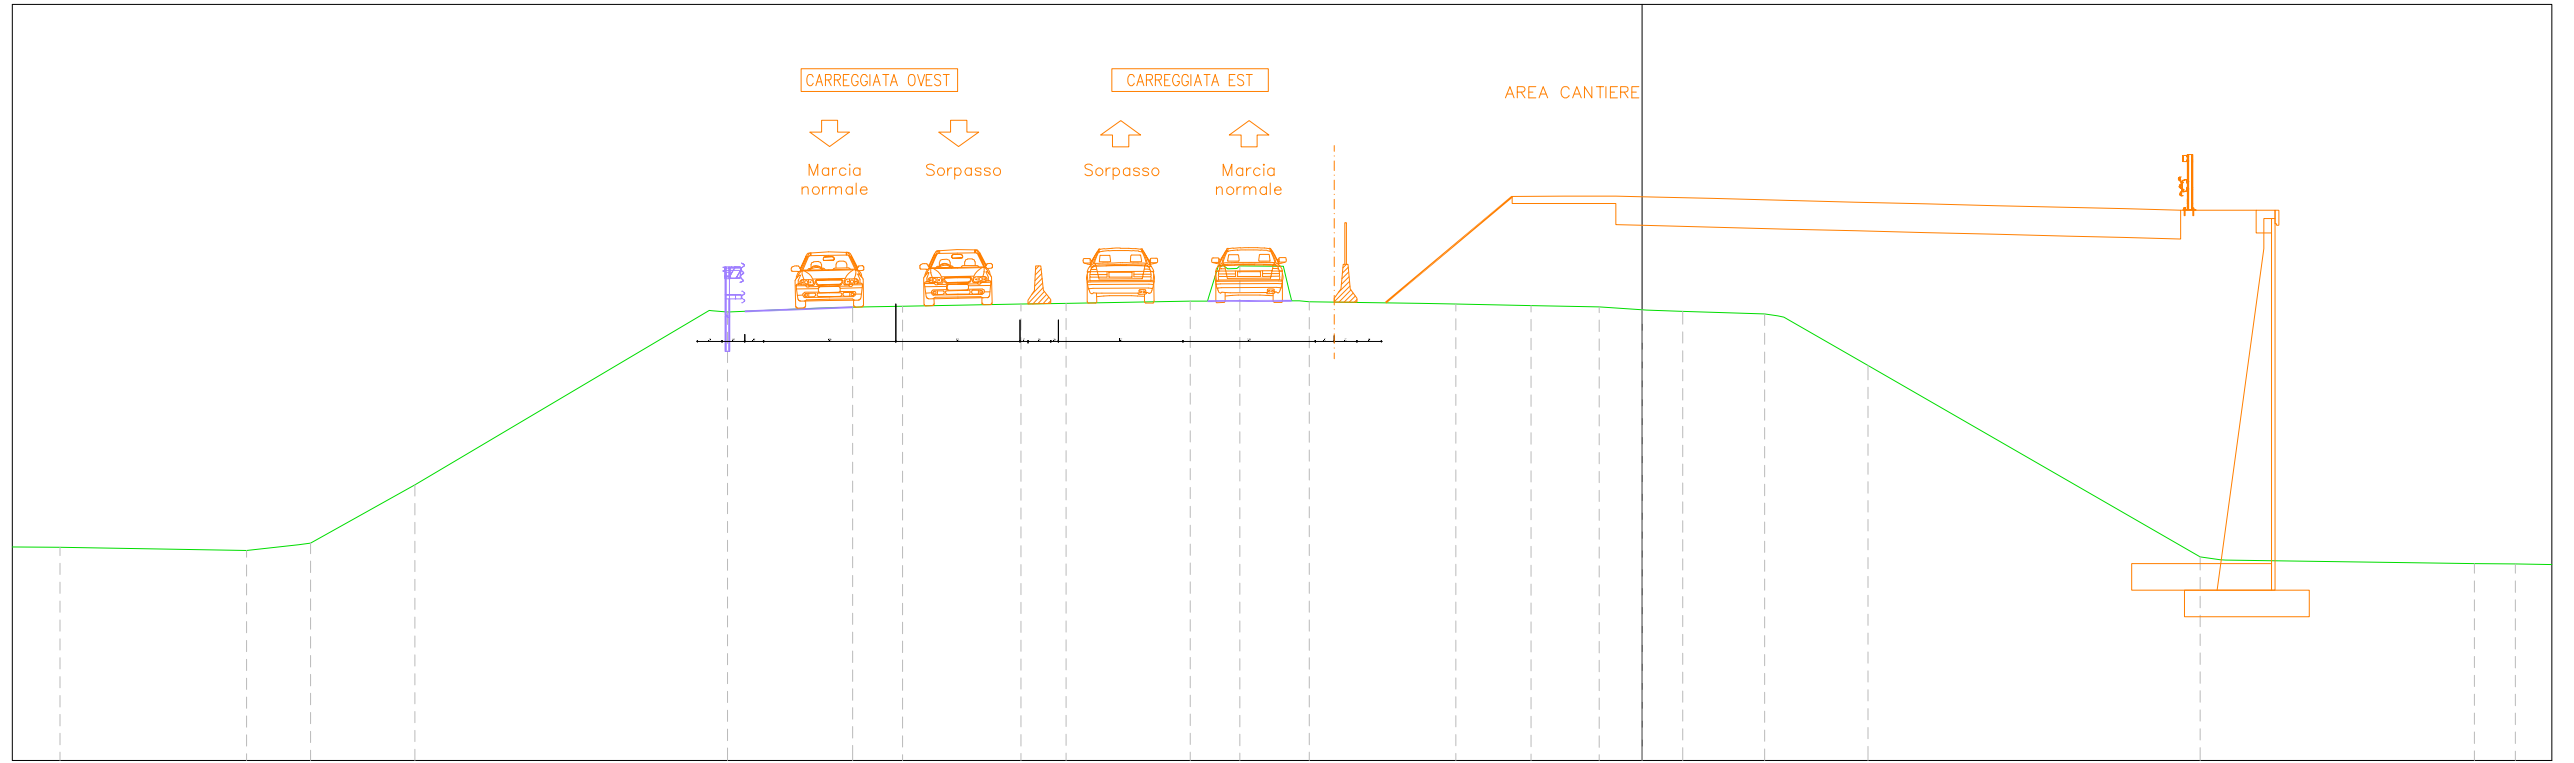 CARREGGIATA OVEST
CARREGGIATA EST
AREA CANTIERE
Marcia
normale
Sorpasso
Sorpasso
Marcia
normale